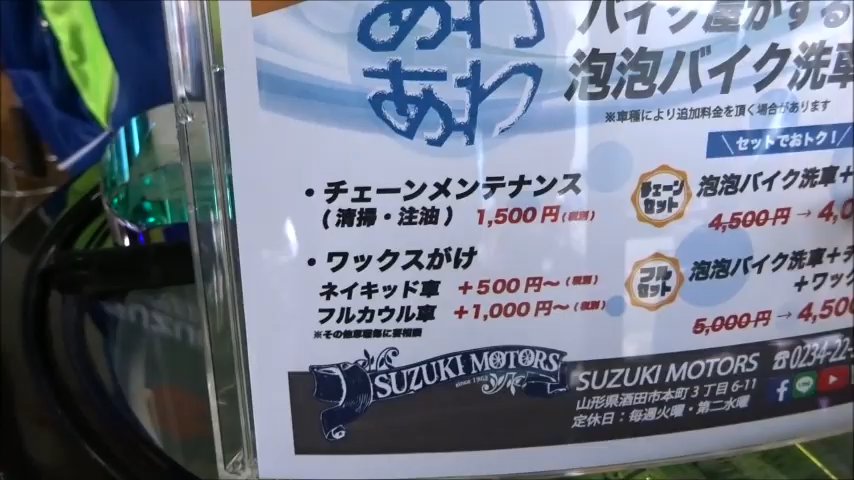 あわ
あわ
バイク屋がする
泡泡バイク洗車
※車種により追加料金を頂く場合があります
\ セットでおトク! /
・チェーンメンテナンス
(清掃・注油) 1,500円(税別)
チェーンセット
泡泡バイク洗車+
4,500円 → 4,0
・ワックスがけ
ネイキッド車 +500円~(税別)
フルカウル車 +1,000円~(税別)
※その他車種都に要相談
フルセット
泡泡バイク洗車+チ
+ワック
5,000円 → 4,500
SUZUKI MOTORS
since 1962
SUZUKI MOTORS ☎0234-22-
山形県酒田市本町3丁目6-11
定休日:毎週火曜・第二水曜